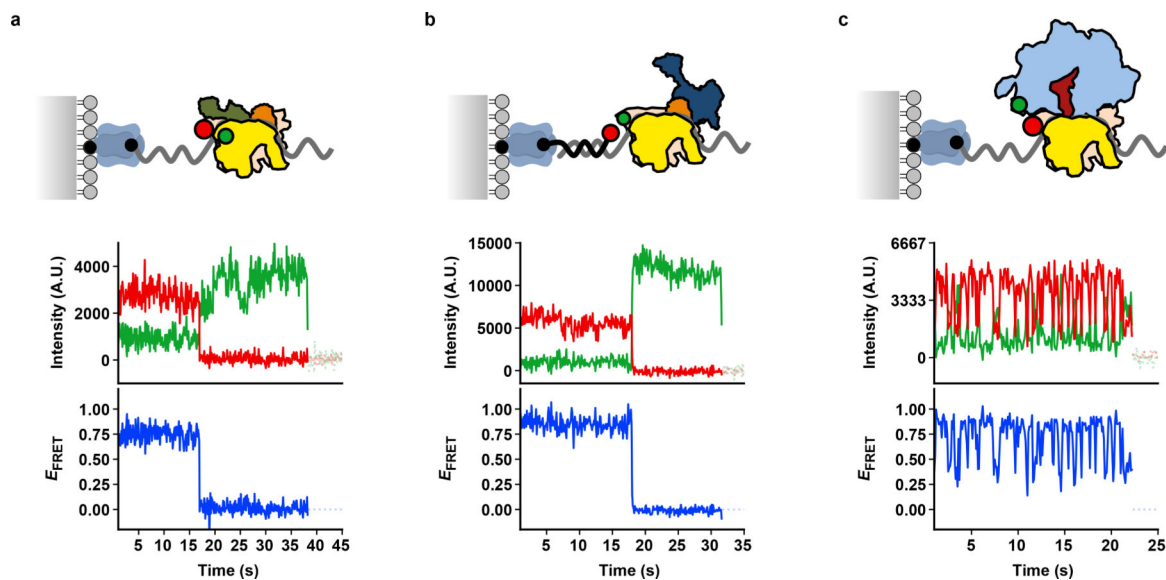 a
b
c
Intensity (A.U.)
4000
2000
0
Intensity (A.U.)
15000
10000
5000
0
Intensity (A.U.)
6667
3333
0
EFRET
1.00
0.75
0.50
0.25
0.00
5 10 15 20 25 30 35 40 45
Time (s)
EFRET
1.00
0.75
0.50
0.25
0.00
5 10 15 20 25 30 35
Time (s)
EFRET
1.00
0.75
0.50
0.25
0.00
5 10 15 20 25
Time (s)